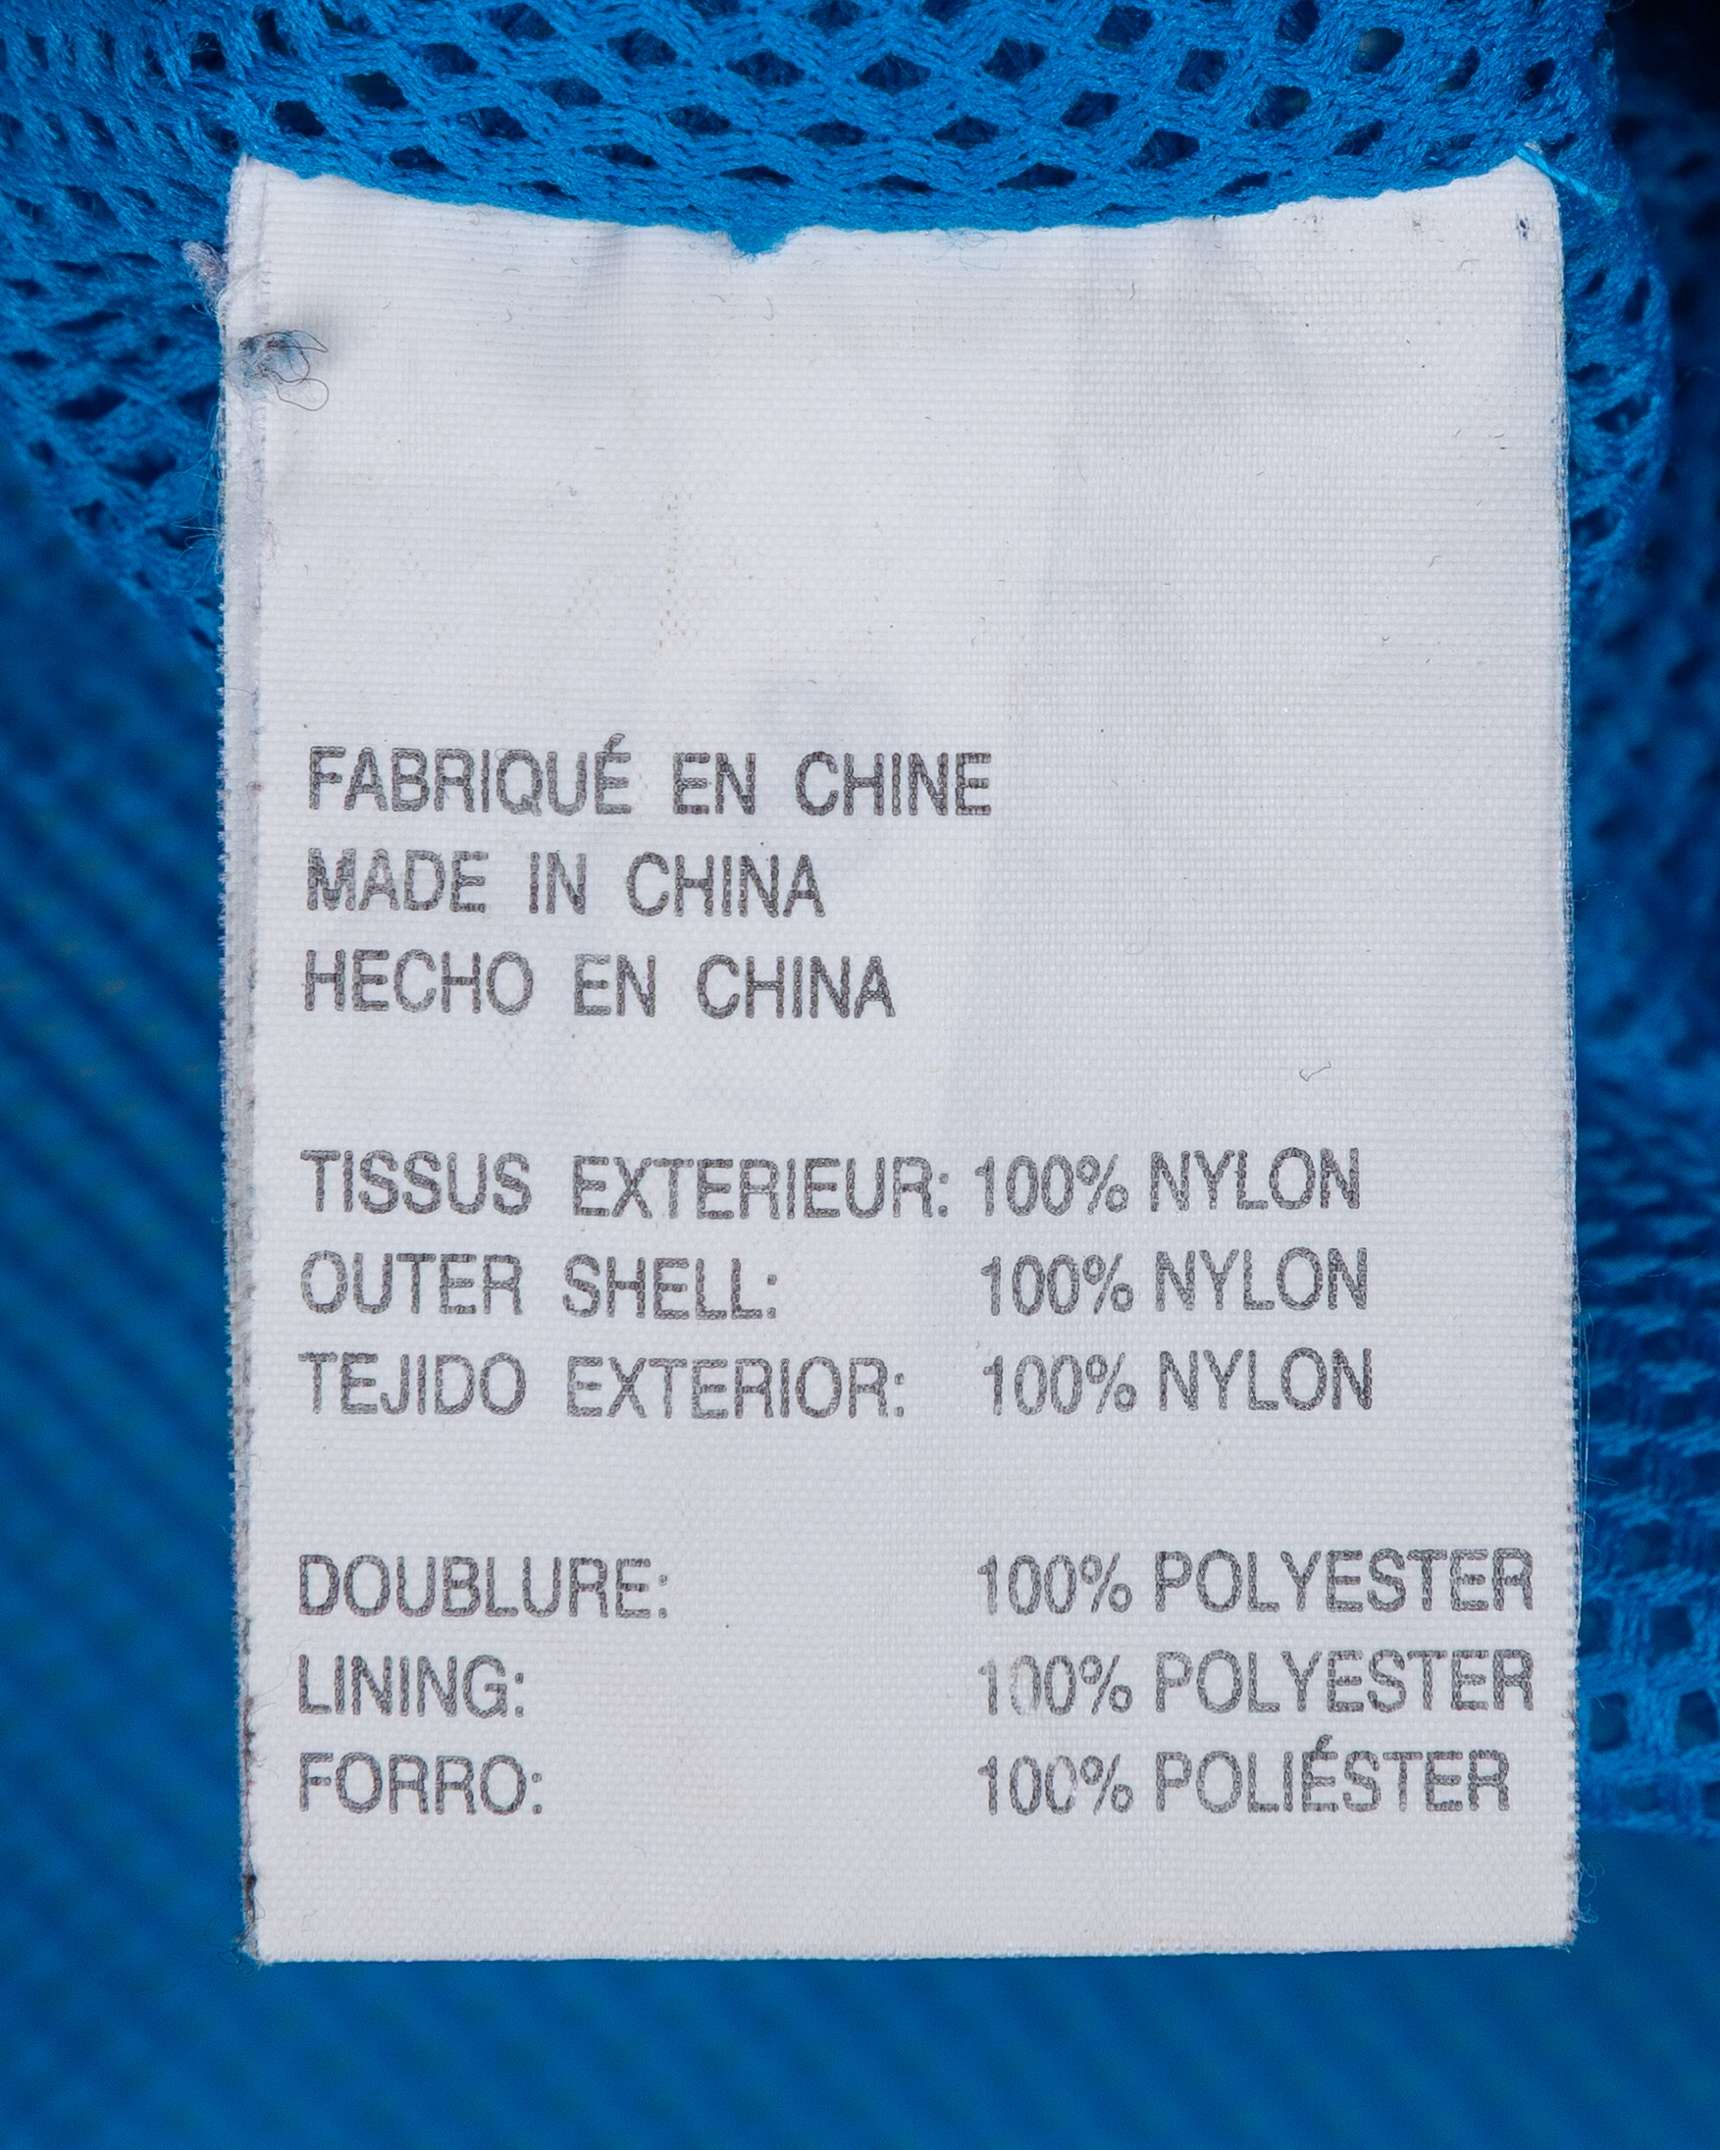 FABRIQUÉ EN CHINE
MADE IN CHINA
HECHO EN CHINA
TISSUS EXTERIEUR: 100% NYLON
OUTER SHELL: 100% NYLON
TEJIDO EXTERIOR: 100% NYLON
DOUBLURE: 100% POLYESTER
LINING: 100% POLYESTER
FORRO: 100% POLIÉSTER